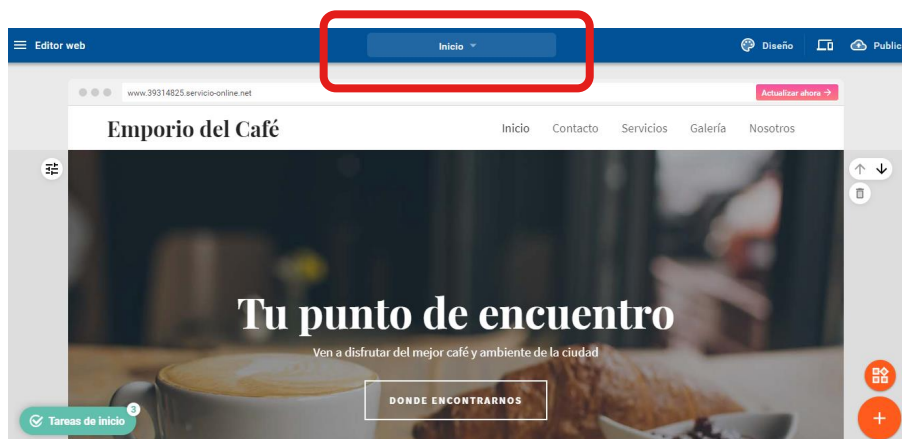 Editor web
Inicio
Diseño
Public
www.39314825.servicio-online.net
Actualizar ahora →
Emporio del Café
Inicio Contacto Servicios Galería Nosotros
Tu punto de encuentro
Ven a disfrutar del mejor café y ambiente de la ciudad
DONDE ENCONTRARNOS
Tareas de inicio
3